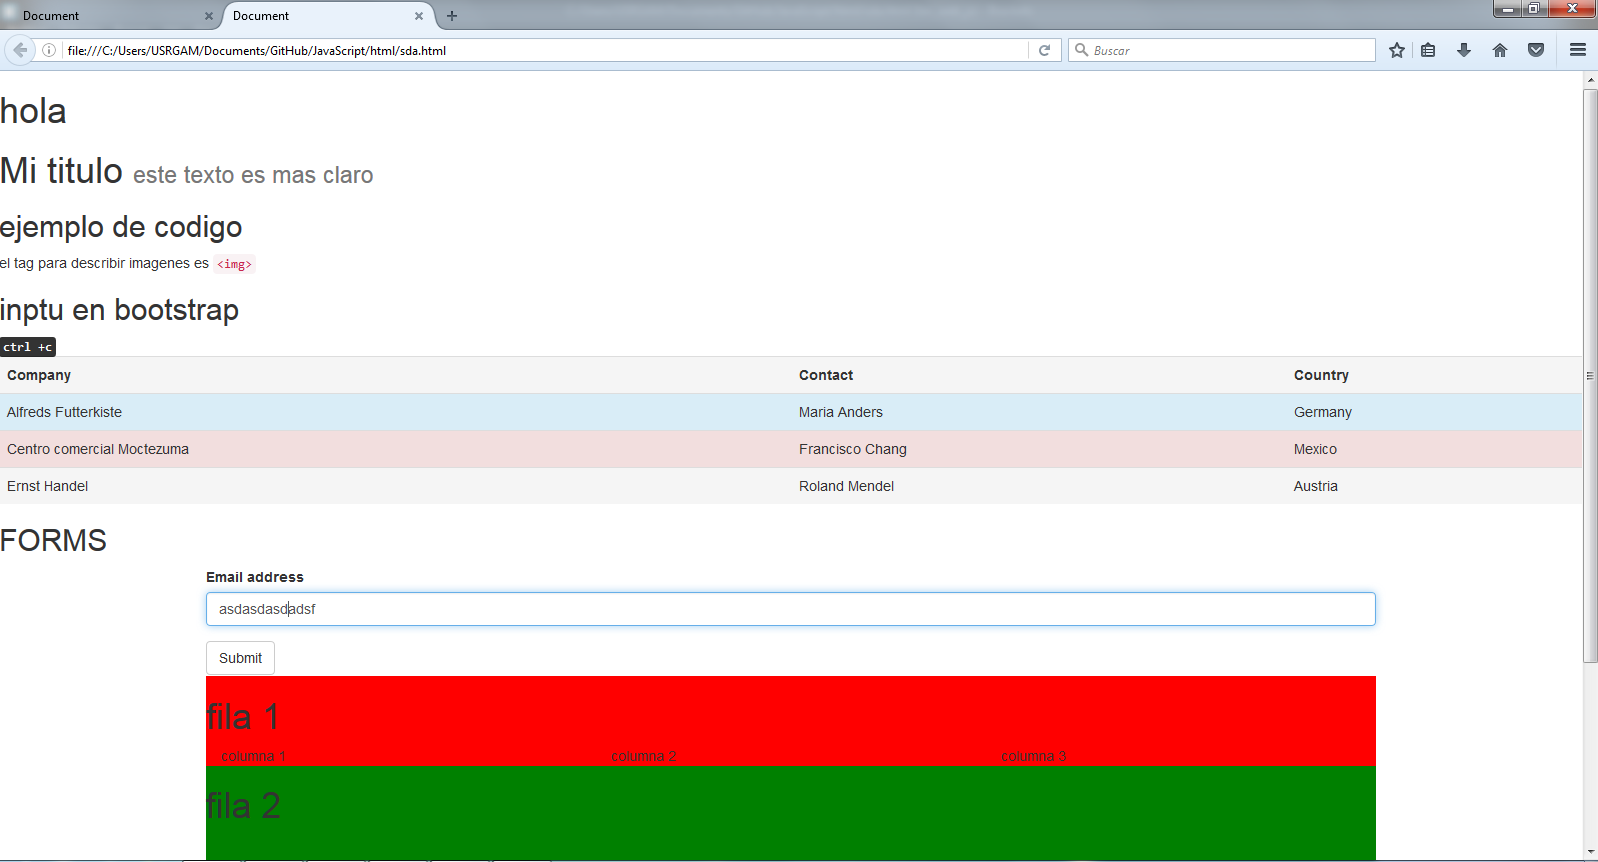 Document
Document
file:///C:/Users/USRGAM/Documents/GitHub/JavaScript/html/sda.html
Buscar
hola
Mi titulo este texto es mas claro
ejemplo de codigo
el tag para describir imagenes es <img>
inptu en bootstrap
ctrl +c
Company Contact Country
Alfreds Futterkiste Maria Anders Germany
Centro comercial Moctezuma Francisco Chang Mexico
Ernst Handel Roland Mendel Austria
FORMS
Email address
asdasdasdadsf
Submit
fila 1
columna 1 columna 2 columna 3
fila 2